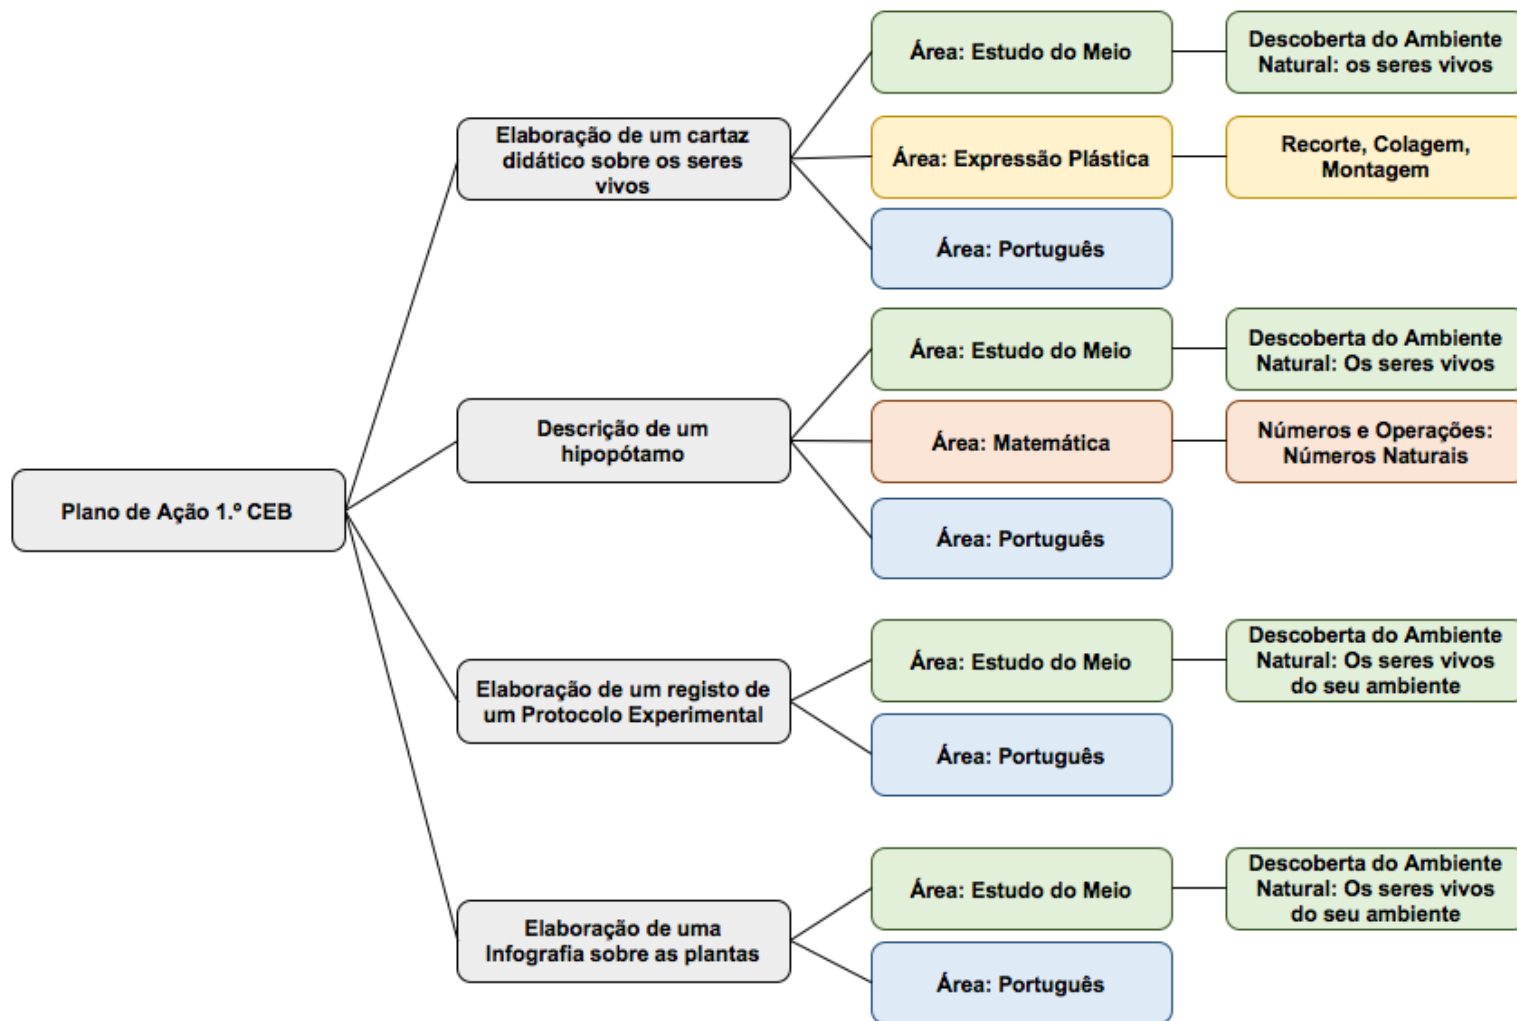 Plano de Ação 1.º CEB
Elaboração de um cartaz
didático sobre os seres
vivos
Área: Estudo do Meio
Descoberta do Ambiente
Natural: os seres vivos
Área: Expressão Plástica
Recorte, Colagem,
Montagem
Área: Português
Descrição de um
hipopótamo
Área: Estudo do Meio
Descoberta do Ambiente
Natural: Os seres vivos
Área: Matemática
Números e Operações:
Números Naturais
Área: Português
Elaboração de um registo de
um Protocolo Experimental
Área: Estudo do Meio
Descoberta do Ambiente
Natural: Os seres vivos
do seu ambiente
Área: Português
Elaboração de uma
Infografia sobre as plantas
Área: Estudo do Meio
Descoberta do Ambiente
Natural: Os seres vivos
do seu ambiente
Área: Português